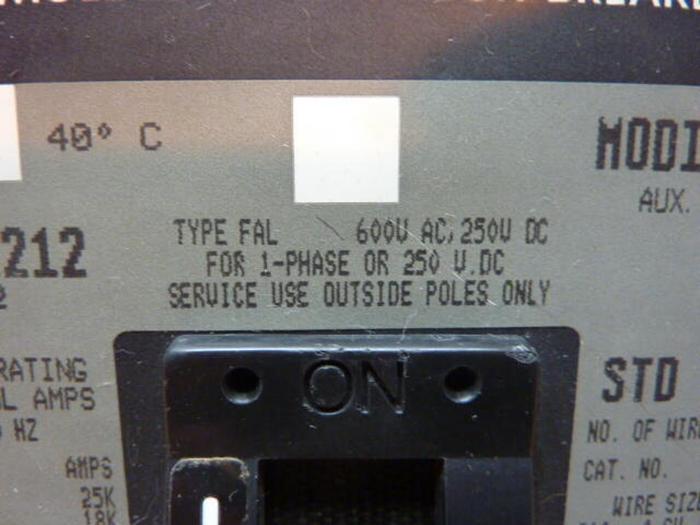 40° C
MODI
AUX.
212
TYPE FAL 600V AC, 250V DC
FOR 1-PHASE OR 250 V.DC
SERVICE USE OUTSIDE POLES ONLY
RATING
AMPS
HZ
AMPS
25K
18K
ON
STD
NO. OF WIR
CAT. NO.
WIRE SIZ